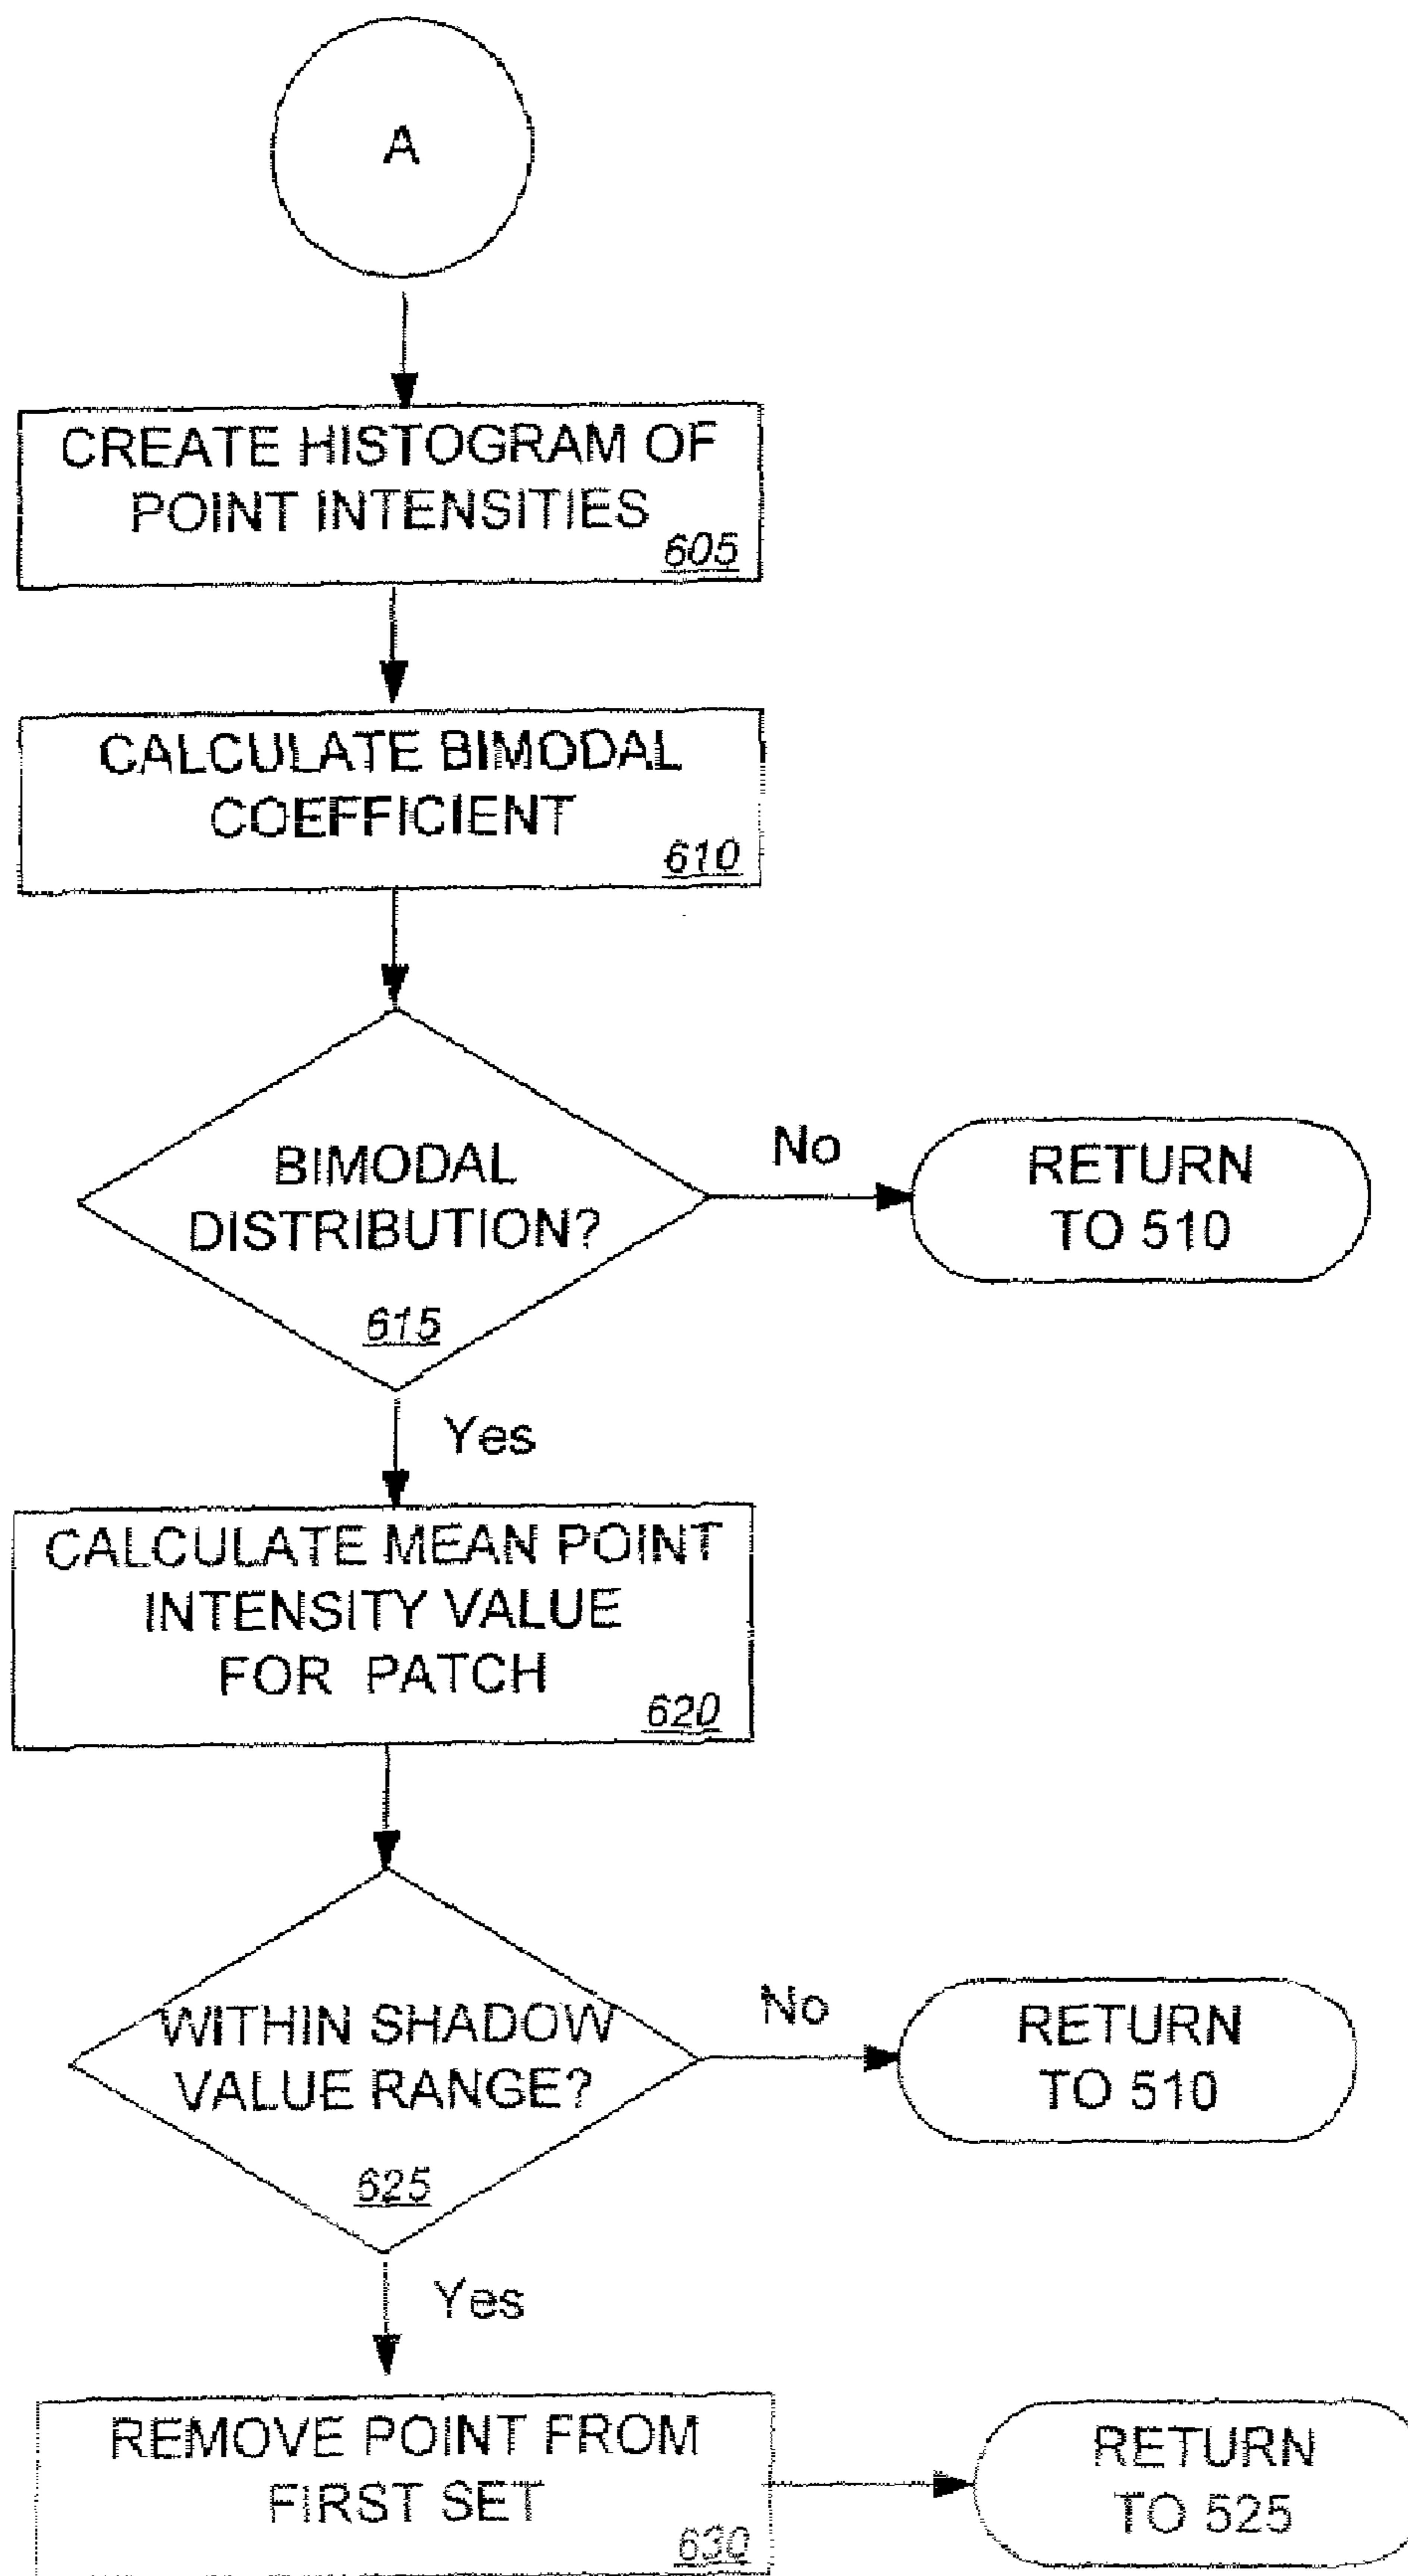 A
CREATE HISTOGRAM OF
POINT INTENSITIES
605
CALCULATE BIMODAL
COEFFICIENT
610
BIMODAL
DISTRIBUTION?
615
No
RETURN
TO 510
Yes
CALCULATE MEAN POINT
INTENSITY VALUE
FOR PATCH
620
WITHIN SHADOW
VALUE RANGE?
625
No
RETURN
TO 510
Yes
REMOVE POINT FROM
FIRST SET
630
RETURN
TO 525